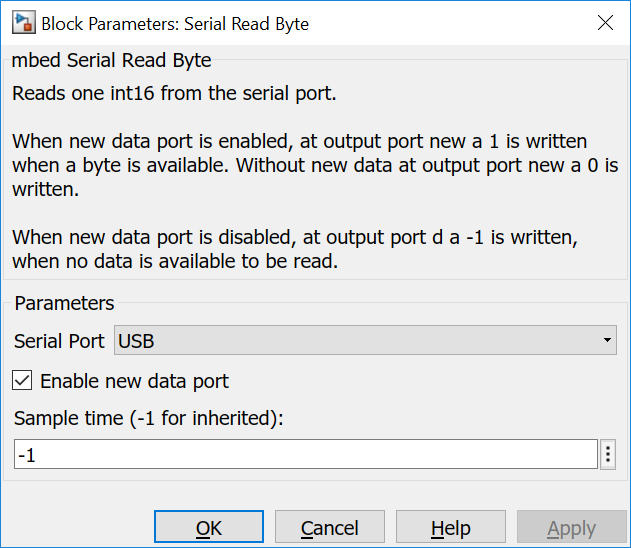 Block Parameters: Serial Read Byte
mbed Serial Read Byte
Reads one int16 from the serial port.
When new data port is enabled, at output port new a 1 is written
when a byte is available. Without new data at output port new a 0 is
written.
When new data port is disabled, at output port d a -1 is written,
when no data is available to be read.
Parameters
Serial Port USB
Enable new data port
Sample time (-1 for inherited):
-1
OK Cancel Help Apply